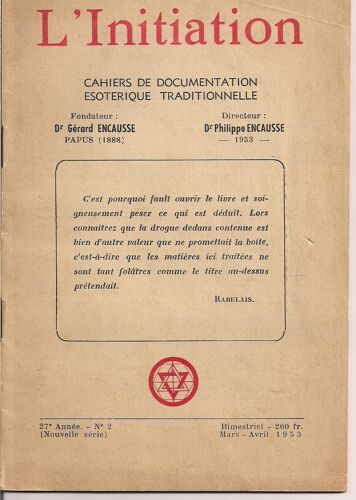 L'Initiation
CAHIERS DE DOCUMENTATION
ESOTERIQUE TRADITIONNELLE
Fondateur :
Dr Gérard ENCAUSSE
PAPUS (1888)
Directeur :
Dr Philippe ENCAUSSE
— 1953 —
C'est pourquoi fault ouvrir le livre et soi-
gneusement peser ce qui est déduit. Lors
connaitrez que la drogue dedans contenue est
bien d'autre valeur que ne promettait la boite,
c'est-à-dire que les matières ici traitées ne
sont tant folâtres comme le titre au-dessus
prétendait.
RABELAIS.
27e Année. - N° 2
(Nouvelle série)
Bimestriel - 200 fr.
Mars - Avril 1953